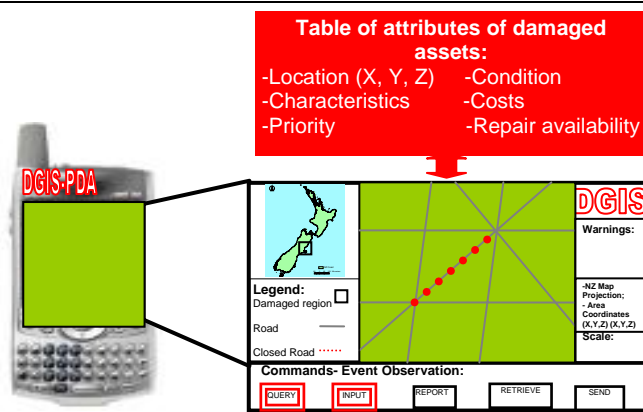 Table of attributes of damaged
assets:
-Location (X, Y, Z) -Condition
-Characteristics -Costs
-Priority -Repair availability
DGIS-PDA
DGIS
Warnings:
Legend:
Damaged region
Road
Closed Road
-NZ Map
Projection;
- Area
Coordinates
(X,Y,Z) (X,Y,Z)
Scale:
Commands- Event Observation:
QUERY INPUT REPORT RETRIEVE SEND